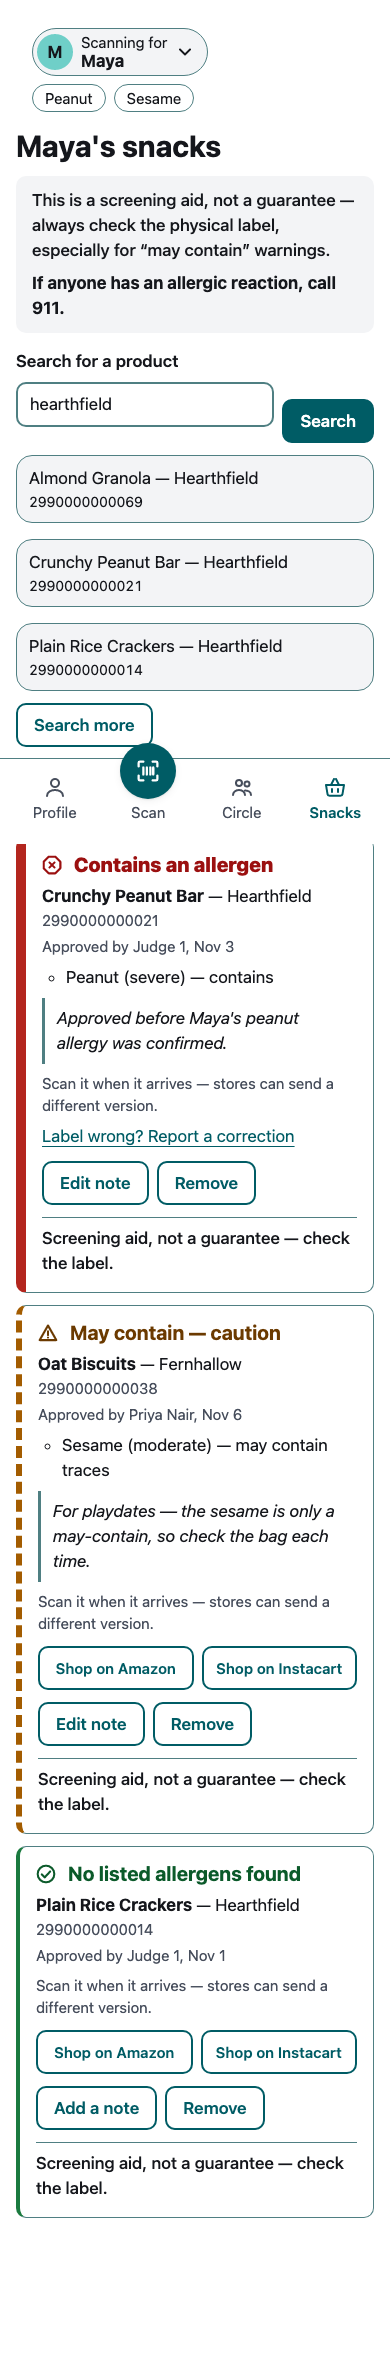 M
Scanning for
Maya
Peanut
Sesame
Maya's snacks
This is a screening aid, not a guarantee —
always check the physical label,
especially for “may contain” warnings.
If anyone has an allergic reaction, call
911.
Search for a product
hearthfield
Search
Almond Granola — Hearthfield
2990000000069
Crunchy Peanut Bar — Hearthfield
2990000000021
Plain Rice Crackers — Hearthfield
2990000000014
Search more
Profile
Scan
Circle
Snacks
Contains an allergen
Crunchy Peanut Bar — Hearthfield
2990000000021
Approved by Judge 1, Nov 3
Peanut (severe) — contains
Approved before Maya's peanut
allergy was confirmed.
Scan it when it arrives — stores can send a
different version.
Label wrong? Report a correction
Edit note
Remove
Screening aid, not a guarantee — check
the label.
May contain — caution
Oat Biscuits — Fernhallow
2990000000038
Approved by Priya Nair, Nov 6
Sesame (moderate) — may contain
traces
For playdates — the sesame is only a
may-contain, so check the bag each
time.
Scan it when it arrives — stores can send a
different version.
Shop on Amazon
Shop on Instacart
Edit note
Remove
Screening aid, not a guarantee — check
the label.
No listed allergens found
Plain Rice Crackers — Hearthfield
2990000000014
Approved by Judge 1, Nov 1
Scan it when it arrives — stores can send a
different version.
Shop on Amazon
Shop on Instacart
Add a note
Remove
Screening aid, not a guarantee — check
the label.